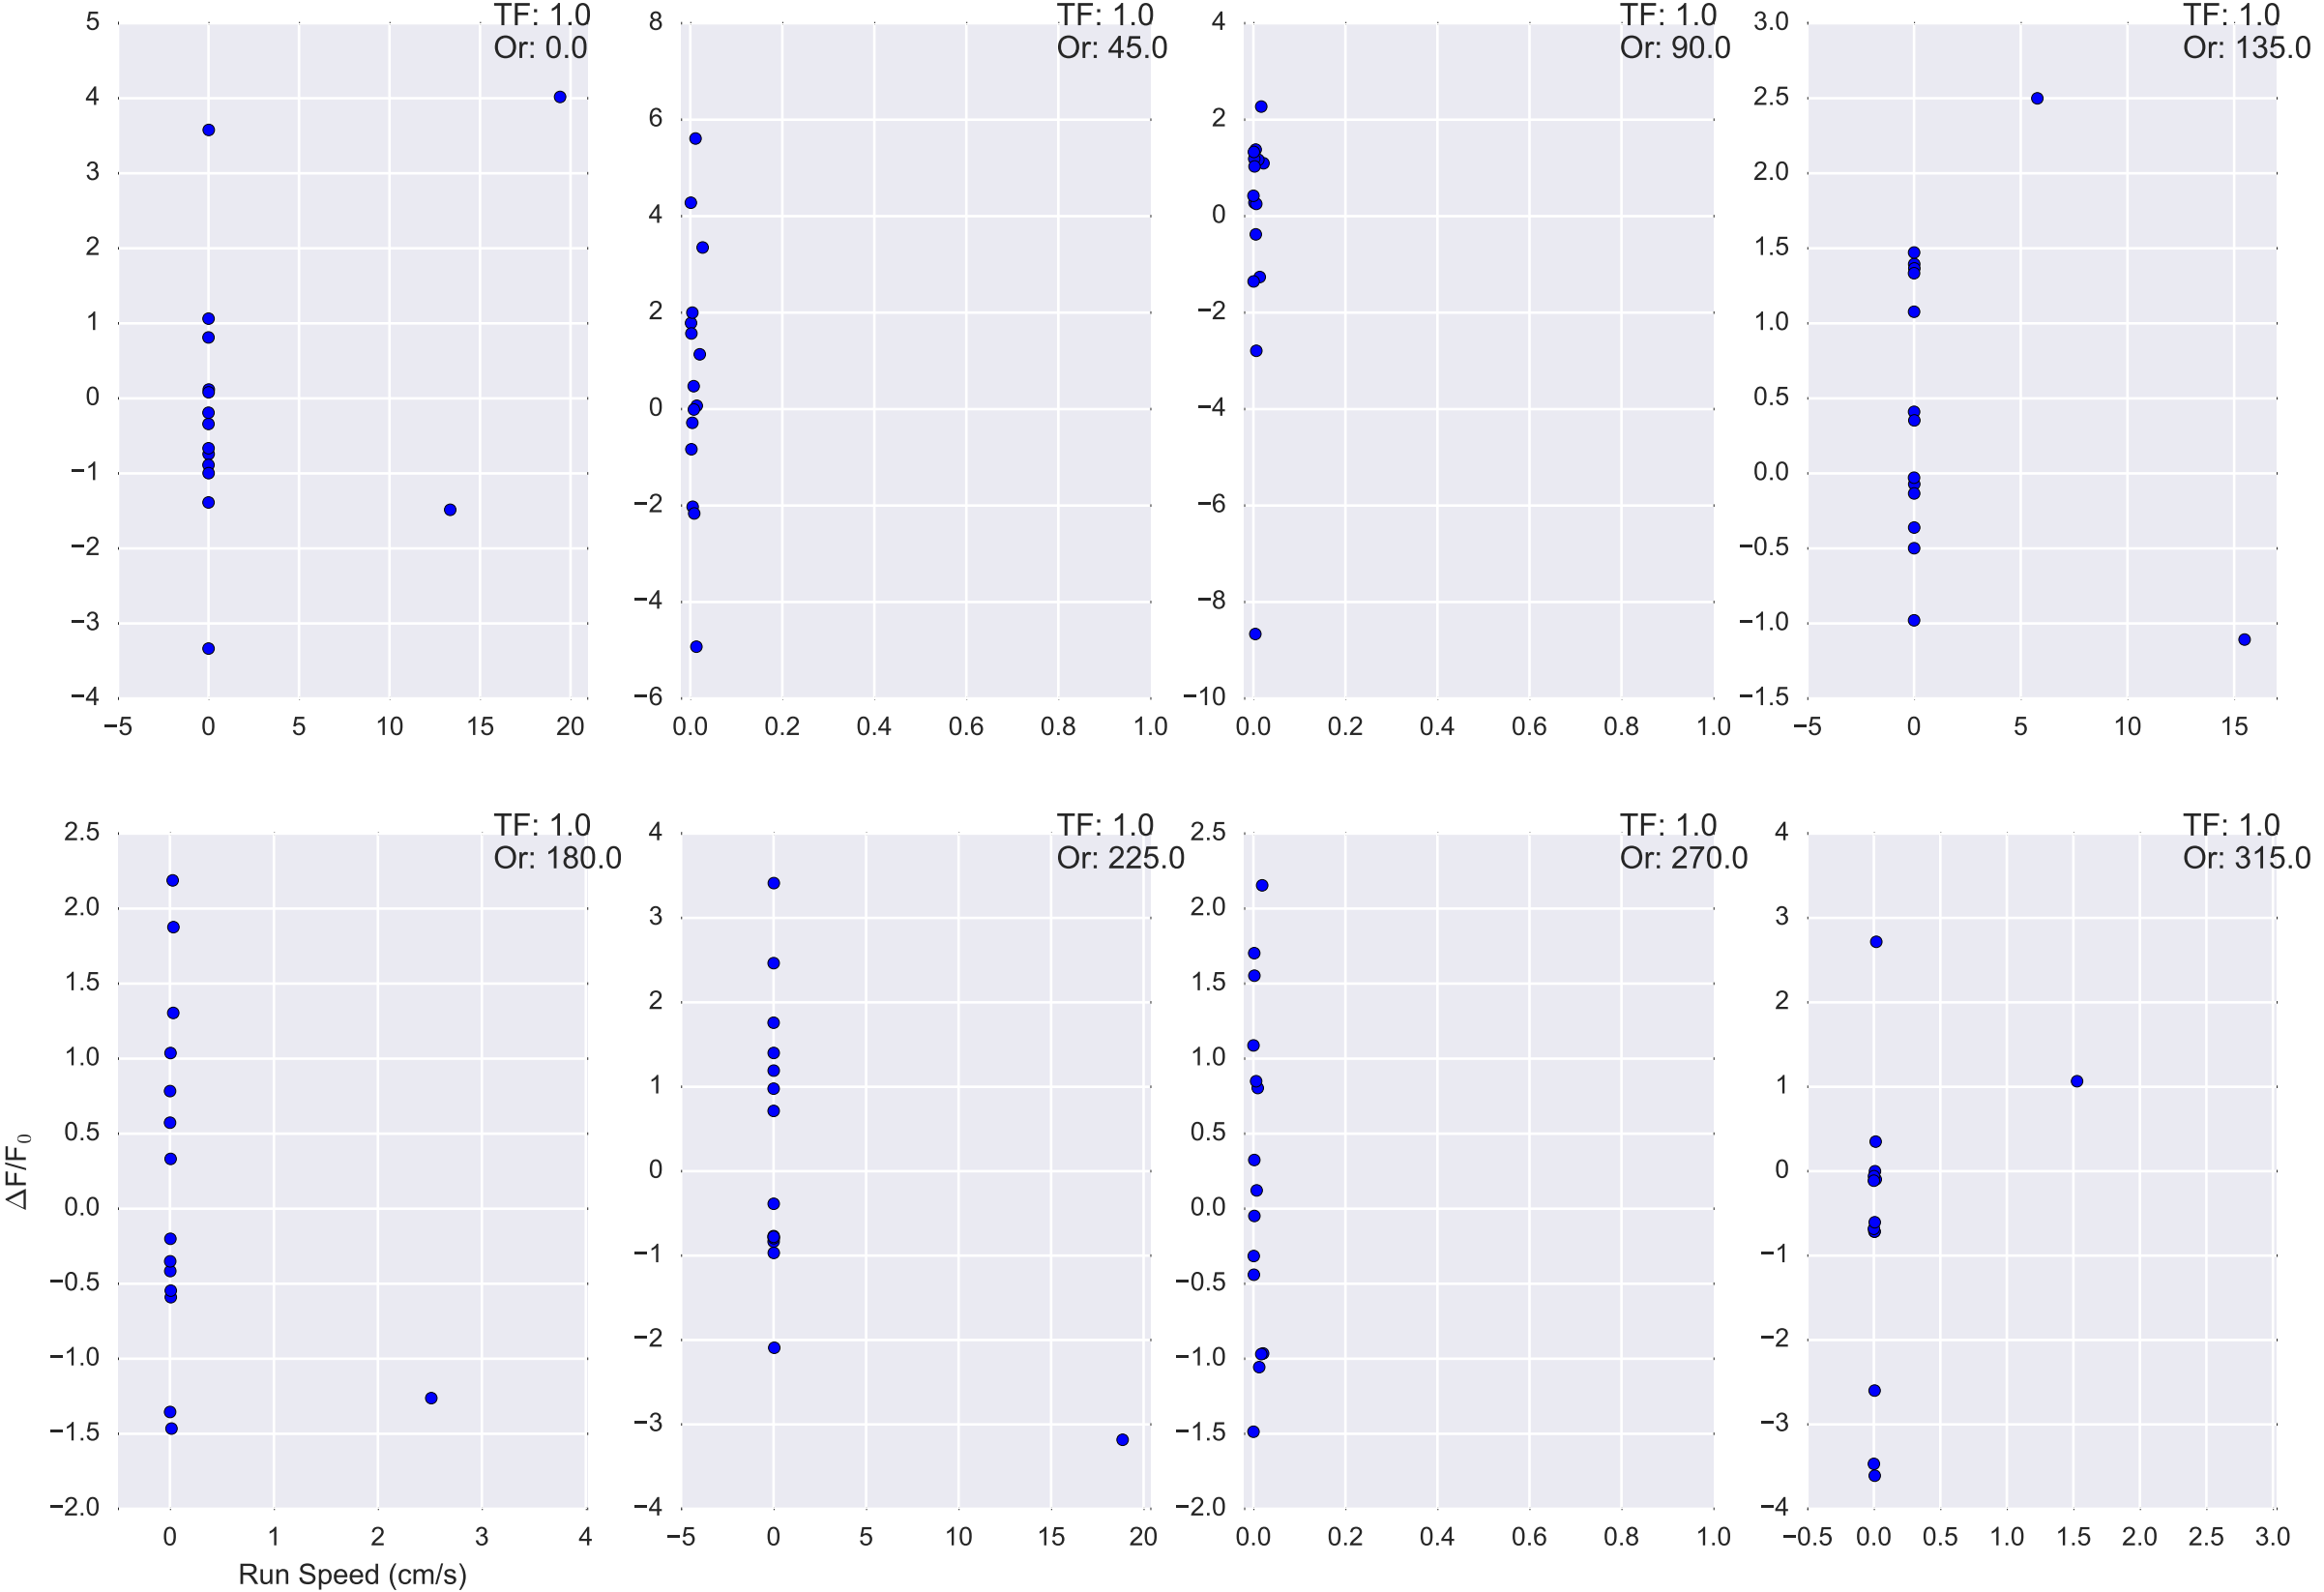 TF: 1.0
Or: 0.0
5
4
3
2
1
0
−1
−2
−3
−4
−5 0 5 10 15 20
TF: 1.0
Or: 45.0
8
6
4
2
0
−2
−4
−6
0.0 0.2 0.4 0.6 0.8 1.0
TF: 1.0
Or: 90.0
4
2
0
−2
−4
−6
−8
−10
0.0 0.2 0.4 0.6 0.8 1.0
TF: 1.0
Or: 135.0
3.0
2.5
2.0
1.5
1.0
0.5
0.0
−0.5
−1.0
−1.5
−5 0 5 10 15
TF: 1.0
Or: 180.0
2.5
2.0
1.5
1.0
0.5
0.0
−0.5
−1.0
−1.5
−2.0
0 1 2 3 4
ΔF/F0
Run Speed (cm/s)
TF: 1.0
Or: 225.0
4
3
2
1
0
−1
−2
−3
−4
−5 0 5 10 15 20
TF: 1.0
Or: 270.0
2.5
2.0
1.5
1.0
0.5
0.0
−0.5
−1.0
−1.5
−2.0
0.0 0.2 0.4 0.6 0.8 1.0
TF: 1.0
Or: 315.0
4
3
2
1
0
−1
−2
−3
−4
−0.5 0.0 0.5 1.0 1.5 2.0 2.5 3.0